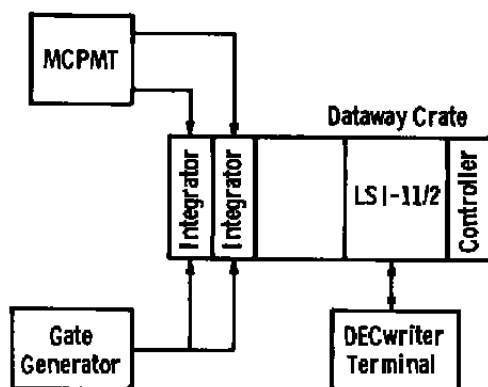 MCPMT
Dataway Crate
Integrator
Integrator
LSI-11/2
Controller
Gate
Generator
DECwriter
Terminal